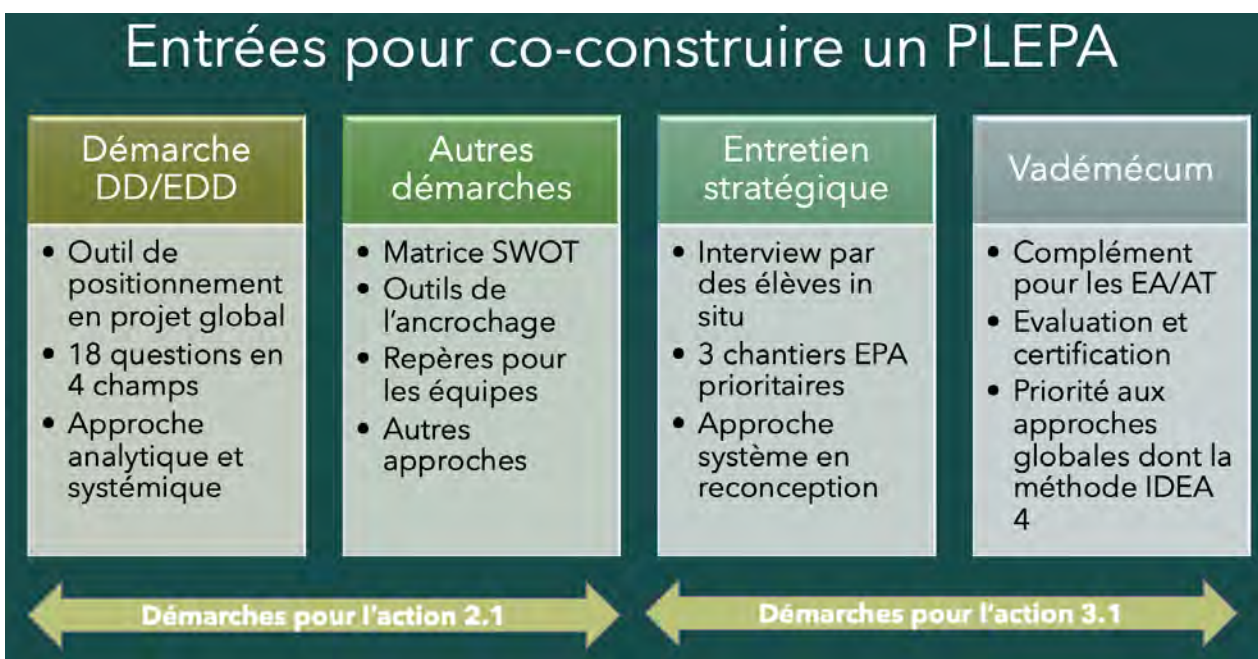 Entrées pour co-construire un PLEPA
Démarche
DD/EDD
• Outil de
positionnement
en projet global
• 18 questions en
4 champs
• Approche
analytique et
systémique
Autres
démarches
• Matrice SWOT
• Outils de
l'ancrochage
• Repères pour
les équipes
• Autres
approches
Entretien
stratégique
• Interview par
des élèves in
situ
• 3 chantiers EPA
prioritaires
• Approche
système en
reconception
Vadémécum
• Complément
pour les EA/AT
• Evaluation et
certification
• Priorité aux
approches
globales dont la
méthode IDEA
4
Démarches pour l'action 2.1
Démarches pour l'action 3.1